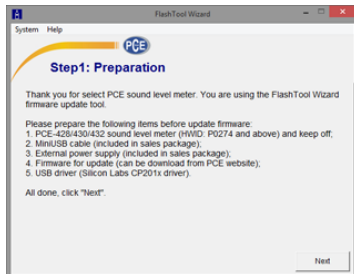 FlashTool Wizard
System Help
PCE
Step1: Preparation
Thank you for select PCE sound level meter. You are using the FlashTool Wizard
firmware update tool.
Please prepare the following items before update firmware:
1. PCE-428/430/432 sound level meter (HWID: P0274 and above) and keep off;
2. MiniUSB cable (included in sales package);
3. External power supply (included in sales package);
4. Firmware for update (can download from PCE website);
5. USB driver (Silicon Labs CP201x driver).
All done, click "Next".
Next